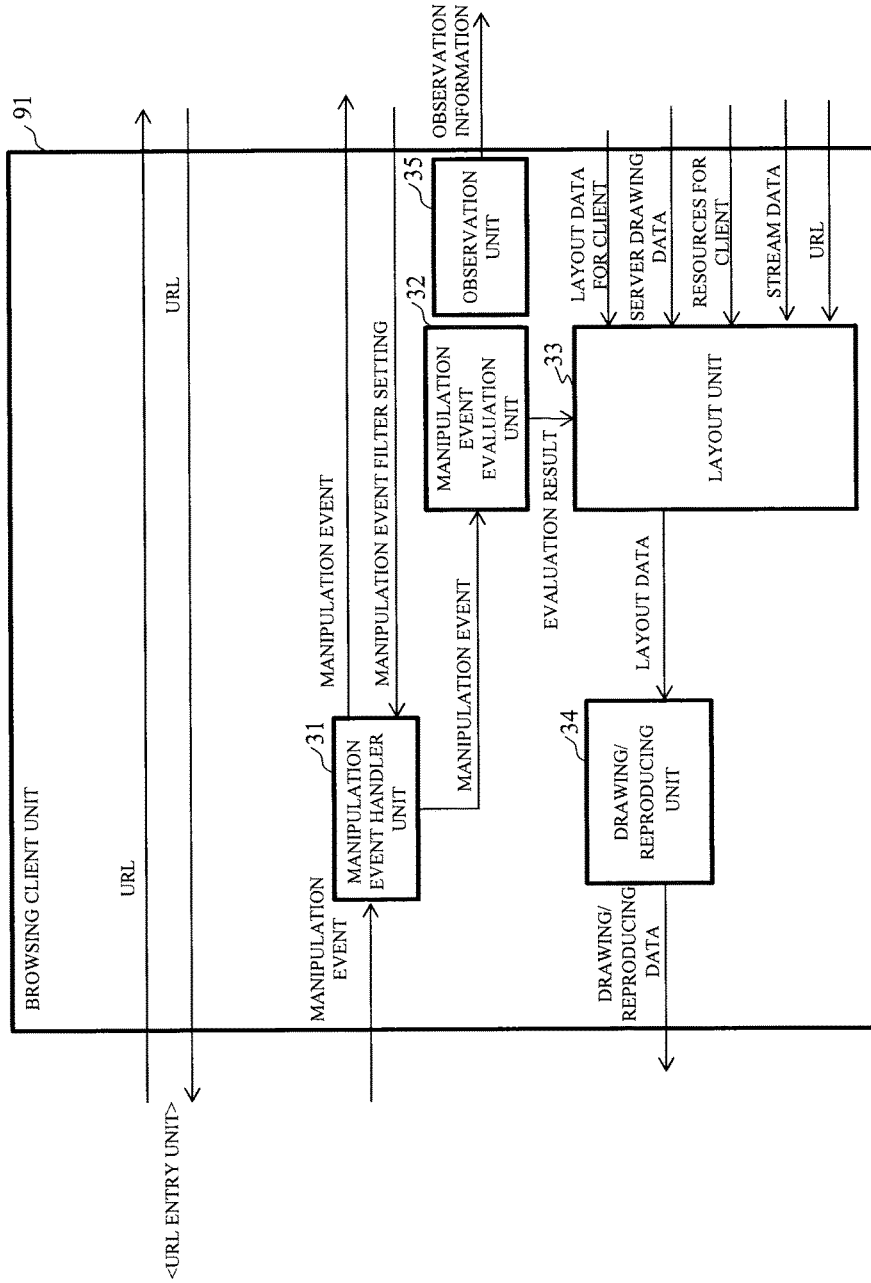 BROWSING CLIENT UNIT
91
<URL ENTRY UNIT>
URL
URL
MANIPULATION
EVENT
31
MANIPULATION
EVENT HANDLER
UNIT
MANIPULATION EVENT
MANIPULATION EVENT FILTER SETTING
MANIPULATION EVENT
32
MANIPULATION
EVENT
EVALUATION
UNIT
35
OBSERVATION
UNIT
OBSERVATION
INFORMATION
EVALUATION RESULT
33
LAYOUT UNIT
LAYOUT DATA
FOR CLIENT
SERVER DRAWING
DATA
RESOURCES FOR
CLIENT
STREAM DATA
URL
LAYOUT DATA
34
DRAWING/
REPRODUCING
UNIT
DRAWING/
REPRODUCING
DATA